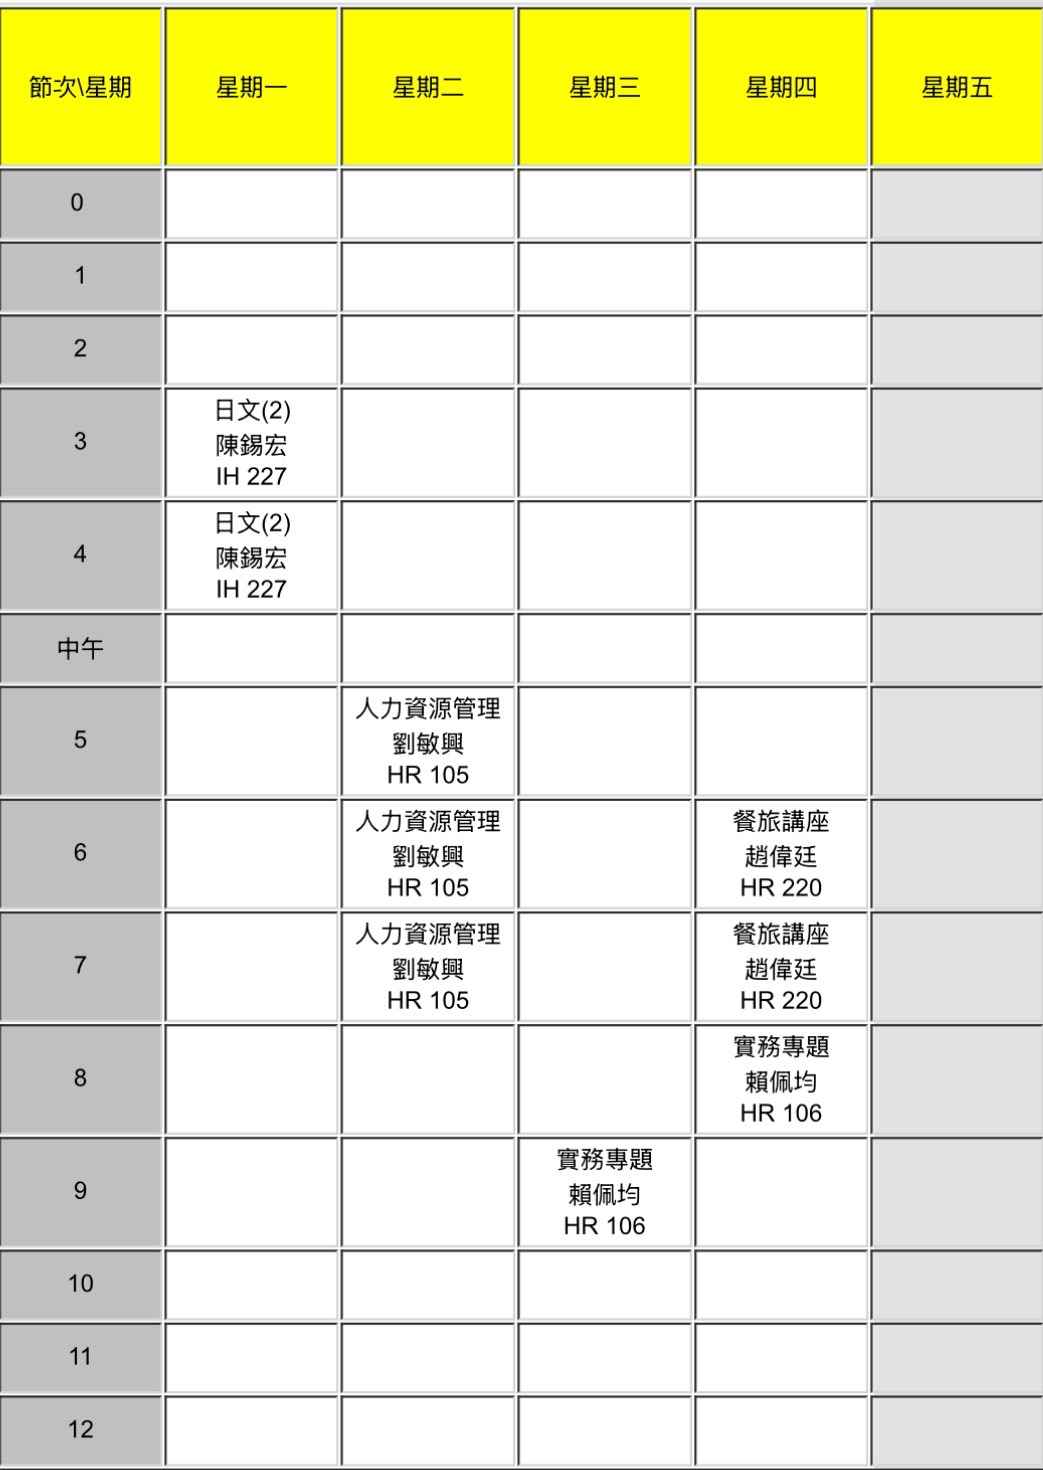 節次\星期 星期一 星期二 星期三 星期四 星期五
0
1
2
3
日文(2)
陳錫宏
IH 227
4
日文(2)
陳錫宏
IH 227
中午
5
人力資源管理
劉敏興
HR 105
6
人力資源管理
劉敏興
HR 105
餐旅講座
趙偉廷
HR 220
7
人力資源管理
劉敏興
HR 105
餐旅講座
趙偉廷
HR 220
8
實務專題
賴佩均
HR 106
9
實務專題
賴佩均
HR 106
10
11
12